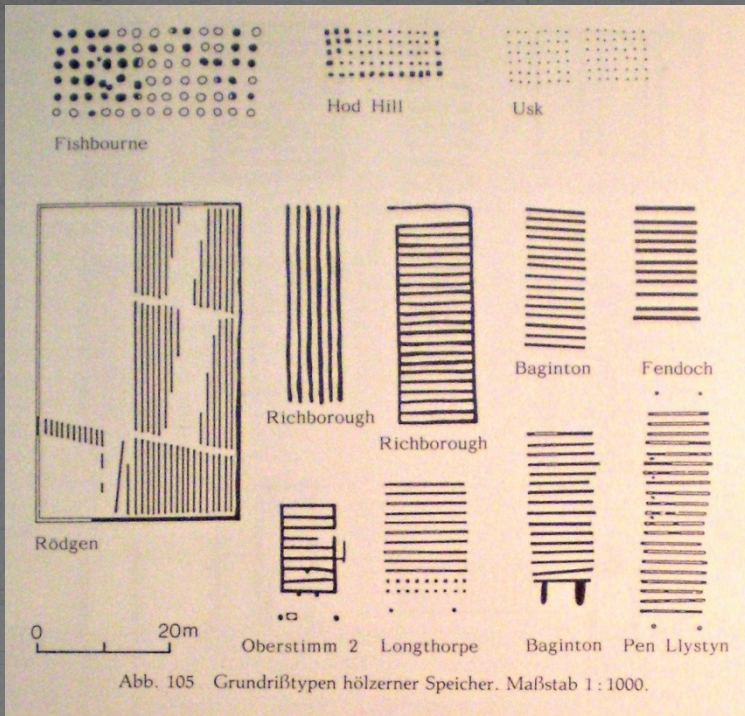 Fishbourne
Hod Hill
Usk
Rödgen
Richborough
Richborough
Baginton
Fendoch
Oberstimm 2
Longthorpe
Baginton
Pen Llystyn
0 20m
Abb. 105 Grundrißtypen hölzerner Speicher. Maßstab 1:1000.